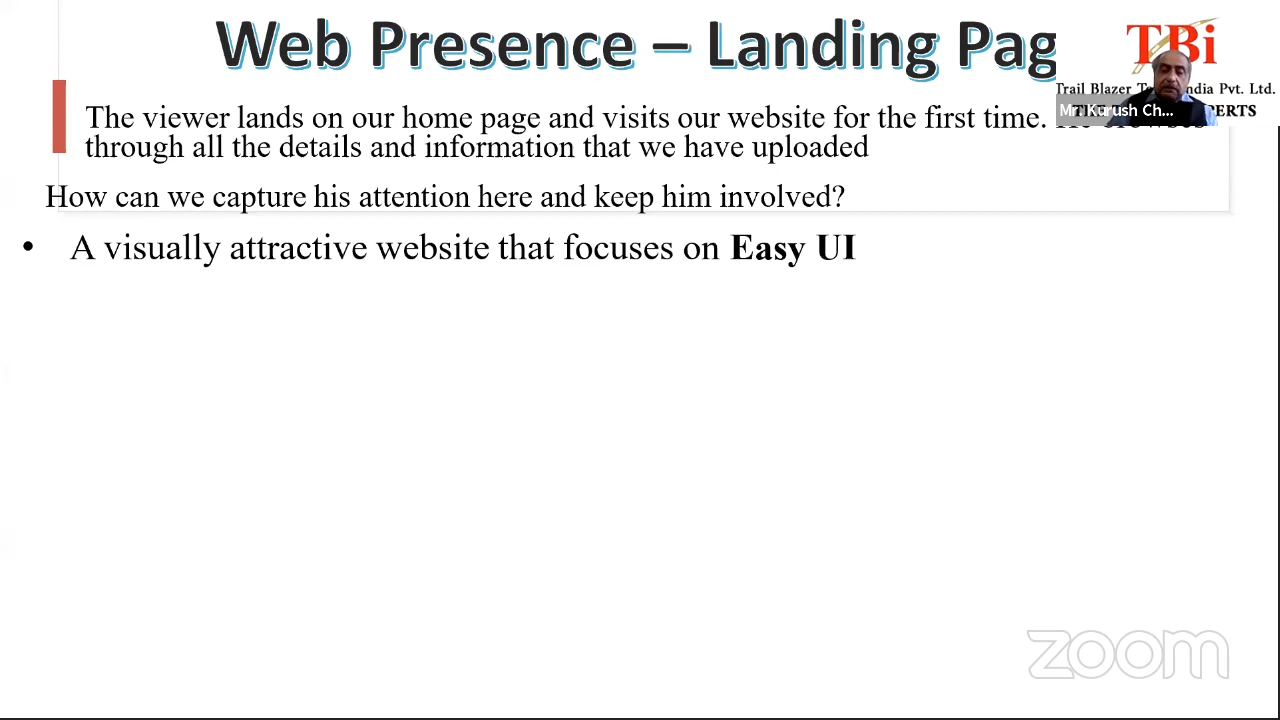 Web Presence – Landing Pag
TBi
Trail Blazer T ndia Pvt. Ltd.
Mr. Kurush Ch... ERTS
The viewer lands on our home page and visits our website for the first time.
through all the details and information that we have uploaded
How can we capture his attention here and keep him involved?
• A visually attractive website that focuses on Easy UI
zoom